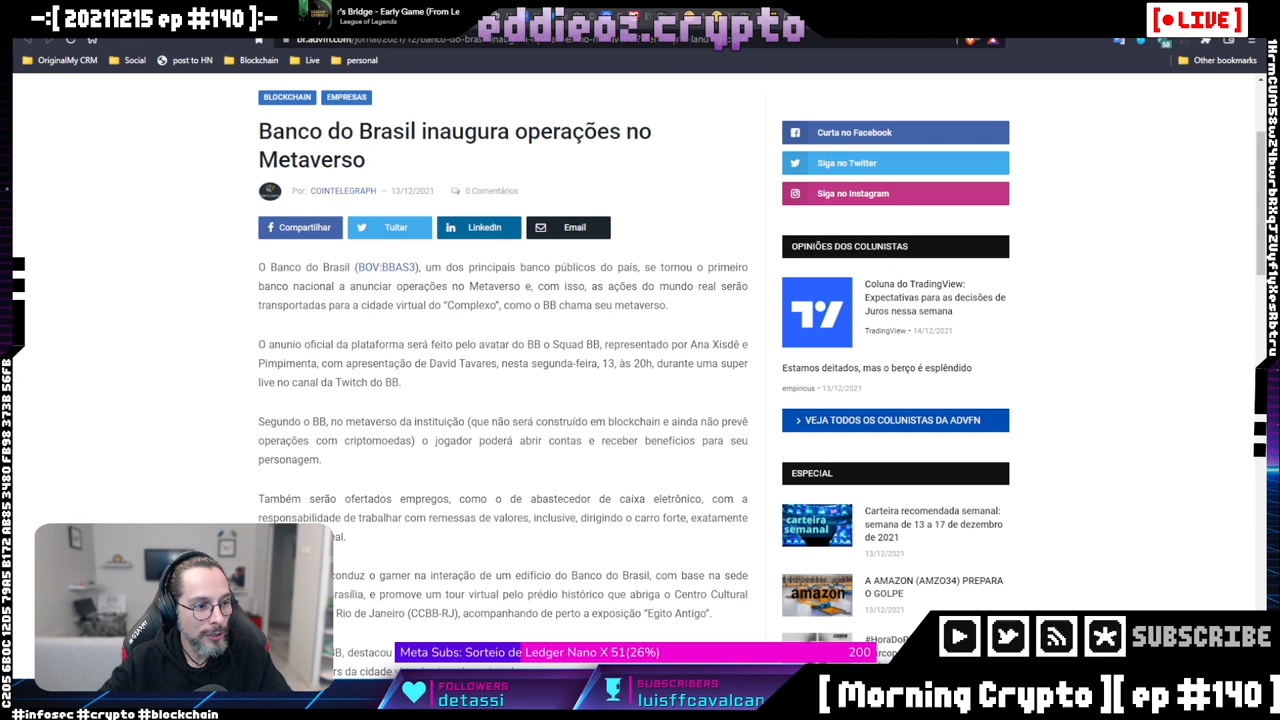 -:[ 20211215 ep #140 ]:-
's Bridge - Early Game (From Le
League of Legends
eddieoz.crypto
[●LIVE]
OriginalMy CRM
Social
post to HN
Blockchain
Live
personal
Other bookmarks
BLOCKCHAIN
EMPRESAS
Banco do Brasil inaugura operações no
Metaverso
Por: COINTELEGRAPH — 13/12/2021
0 Comentários
Compartilhar
Tuitar
LinkedIn
Email
O Banco do Brasil (BOV:BBAS3), um dos principais banco públicos do país, se tornou o primeiro
banco nacional a anunciar operações no Metaverso e, com isso, as ações do mundo real serão
transportadas para a cidade virtual do “Complexo”, como o BB chama seu metaverso.
O anunio oficial da plataforma será feito pelo avatar do BB o Squad BB, representado por Ana Xisdê e
Pimpimenta, com apresentação de David Tavares, nesta segunda-feira, 13, às 20h, durante uma super
live no canal da Twitch do BB.
Segundo o BB, no metaverso da instituição (que não será construído em blockchain e ainda não prevê
operações com criptomoedas) o jogador poderá abrir contas e receber benefícios para seu
personagem.
Também serão ofertados empregos, como o de abastecedor de caixa eletrônico, com a
responsabilidade de trabalhar com remessas de valores, inclusive, dirigindo o carro forte, exatamente
eal.
conduz o gamer na interação de um edifício do Banco do Brasil, com base na sede
rasília, e promove um tour virtual pelo prédio histórico que abriga o Centro Cultural
Rio de Janeiro (CCBB-RJ), acompanhando de perto a exposição “Egito Antigo”.
BB, destacou
Curta no Facebook
Siga no Twitter
Siga no Instagram
OPINIÕES DOS COLUNISTAS
Coluna do TradingView:
Expectativas para as decisões de
Juros nessa semana
TradingView - 14/12/2021
Estamos deitados, mas o berço é esplêndido
empiricus - 13/12/2021
VEJA TODOS OS COLUNISTAS DA ADVFN
ESPECIAL
carteira
semanal
Carteira recomendada semanal:
semana de 13 a 17 de dezembro
de 2021
13/12/2021
amazon
A AMAZON (AMZO34) PREPARA
O GOLPE
13/12/2021
Meta Subs: Sorteio de Ledger Nano X 51(26%)
200
FOLLOWERS
detassi
SUBSCRIBERS
luisffcavalcan
SUBSCRIBE
[ Morning Crypto ][ ep #140 ]
#infosec #crypto #blockchain